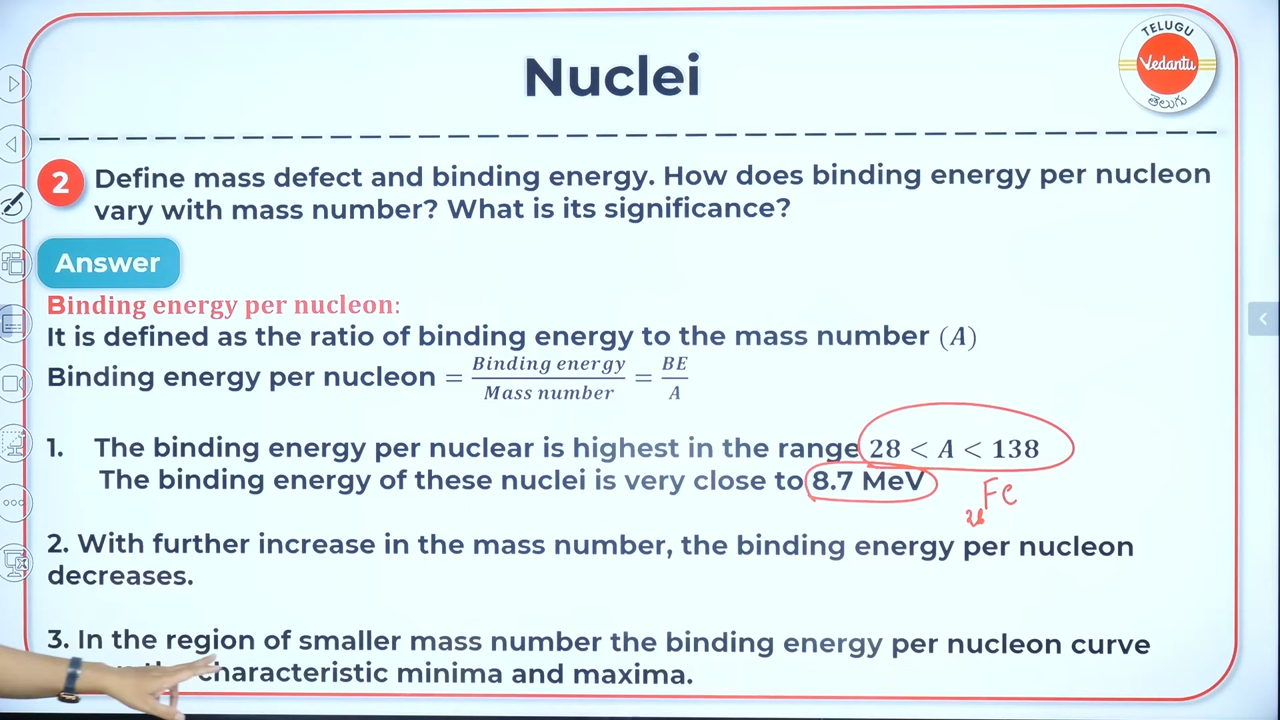 Nuclei
TELUGU
Vedantu
తెలుగు
2 Define mass defect and binding energy. How does binding energy per nucleon
vary with mass number? What is its significance?
Answer
Binding energy per nucleon:
It is defined as the ratio of binding energy to the mass number (A)
Binding energy per nucleon = Binding energy / Mass number = BE / A
1. The binding energy per nuclear is highest in the range 28 < A < 138
The binding energy of these nuclei is very close to 8.7 MeV
26Fe
2. With further increase in the mass number, the binding energy per nucleon
decreases.
3. In the region of smaller mass number the binding energy per nucleon curve
characteristic minima and maxima.